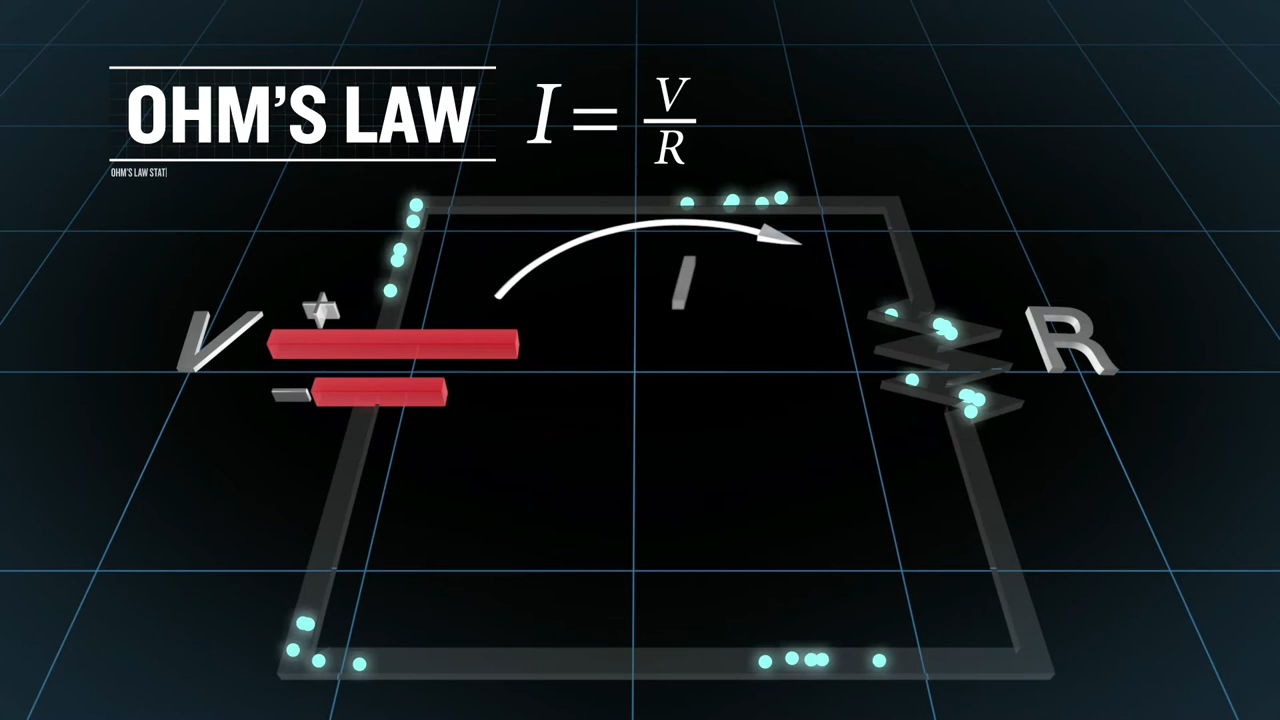 OHM'S LAW I = V/R
OHM'S LAW STAT
V + I R
−